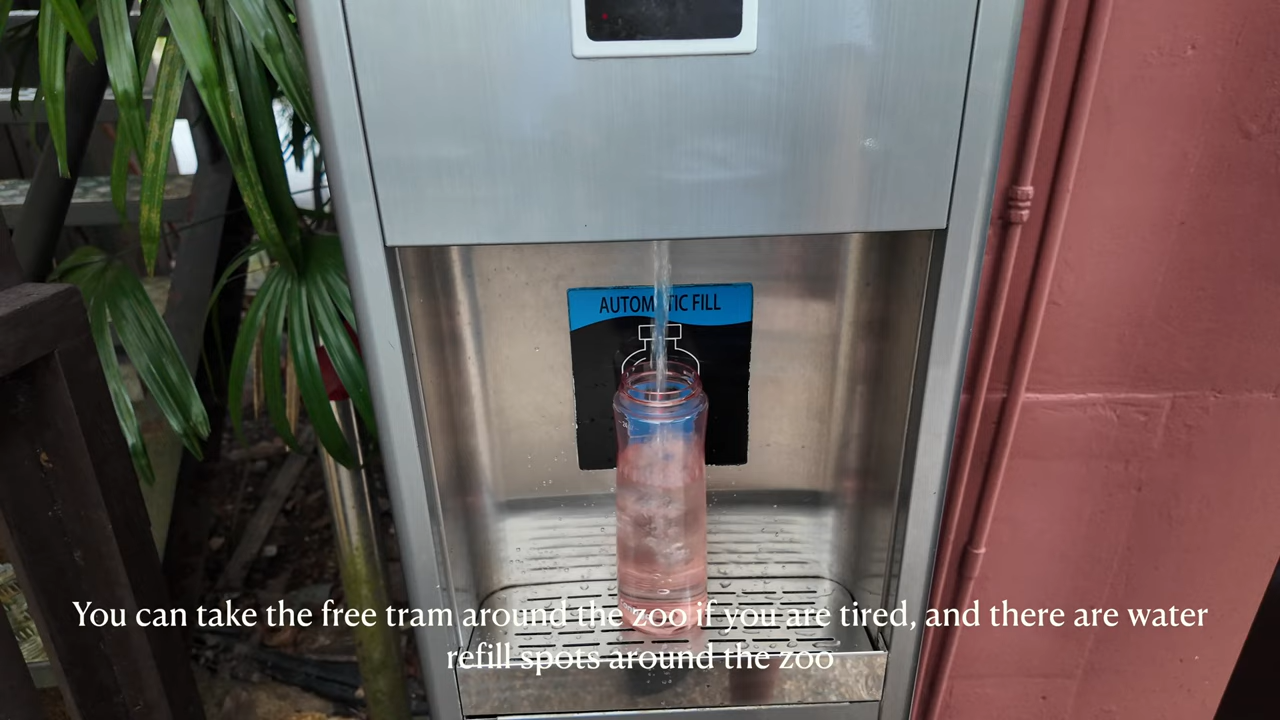 AUTOMATIC FILL
You can take the free tram around the zoo if you are tired, and there are water
refill spots around the zoo